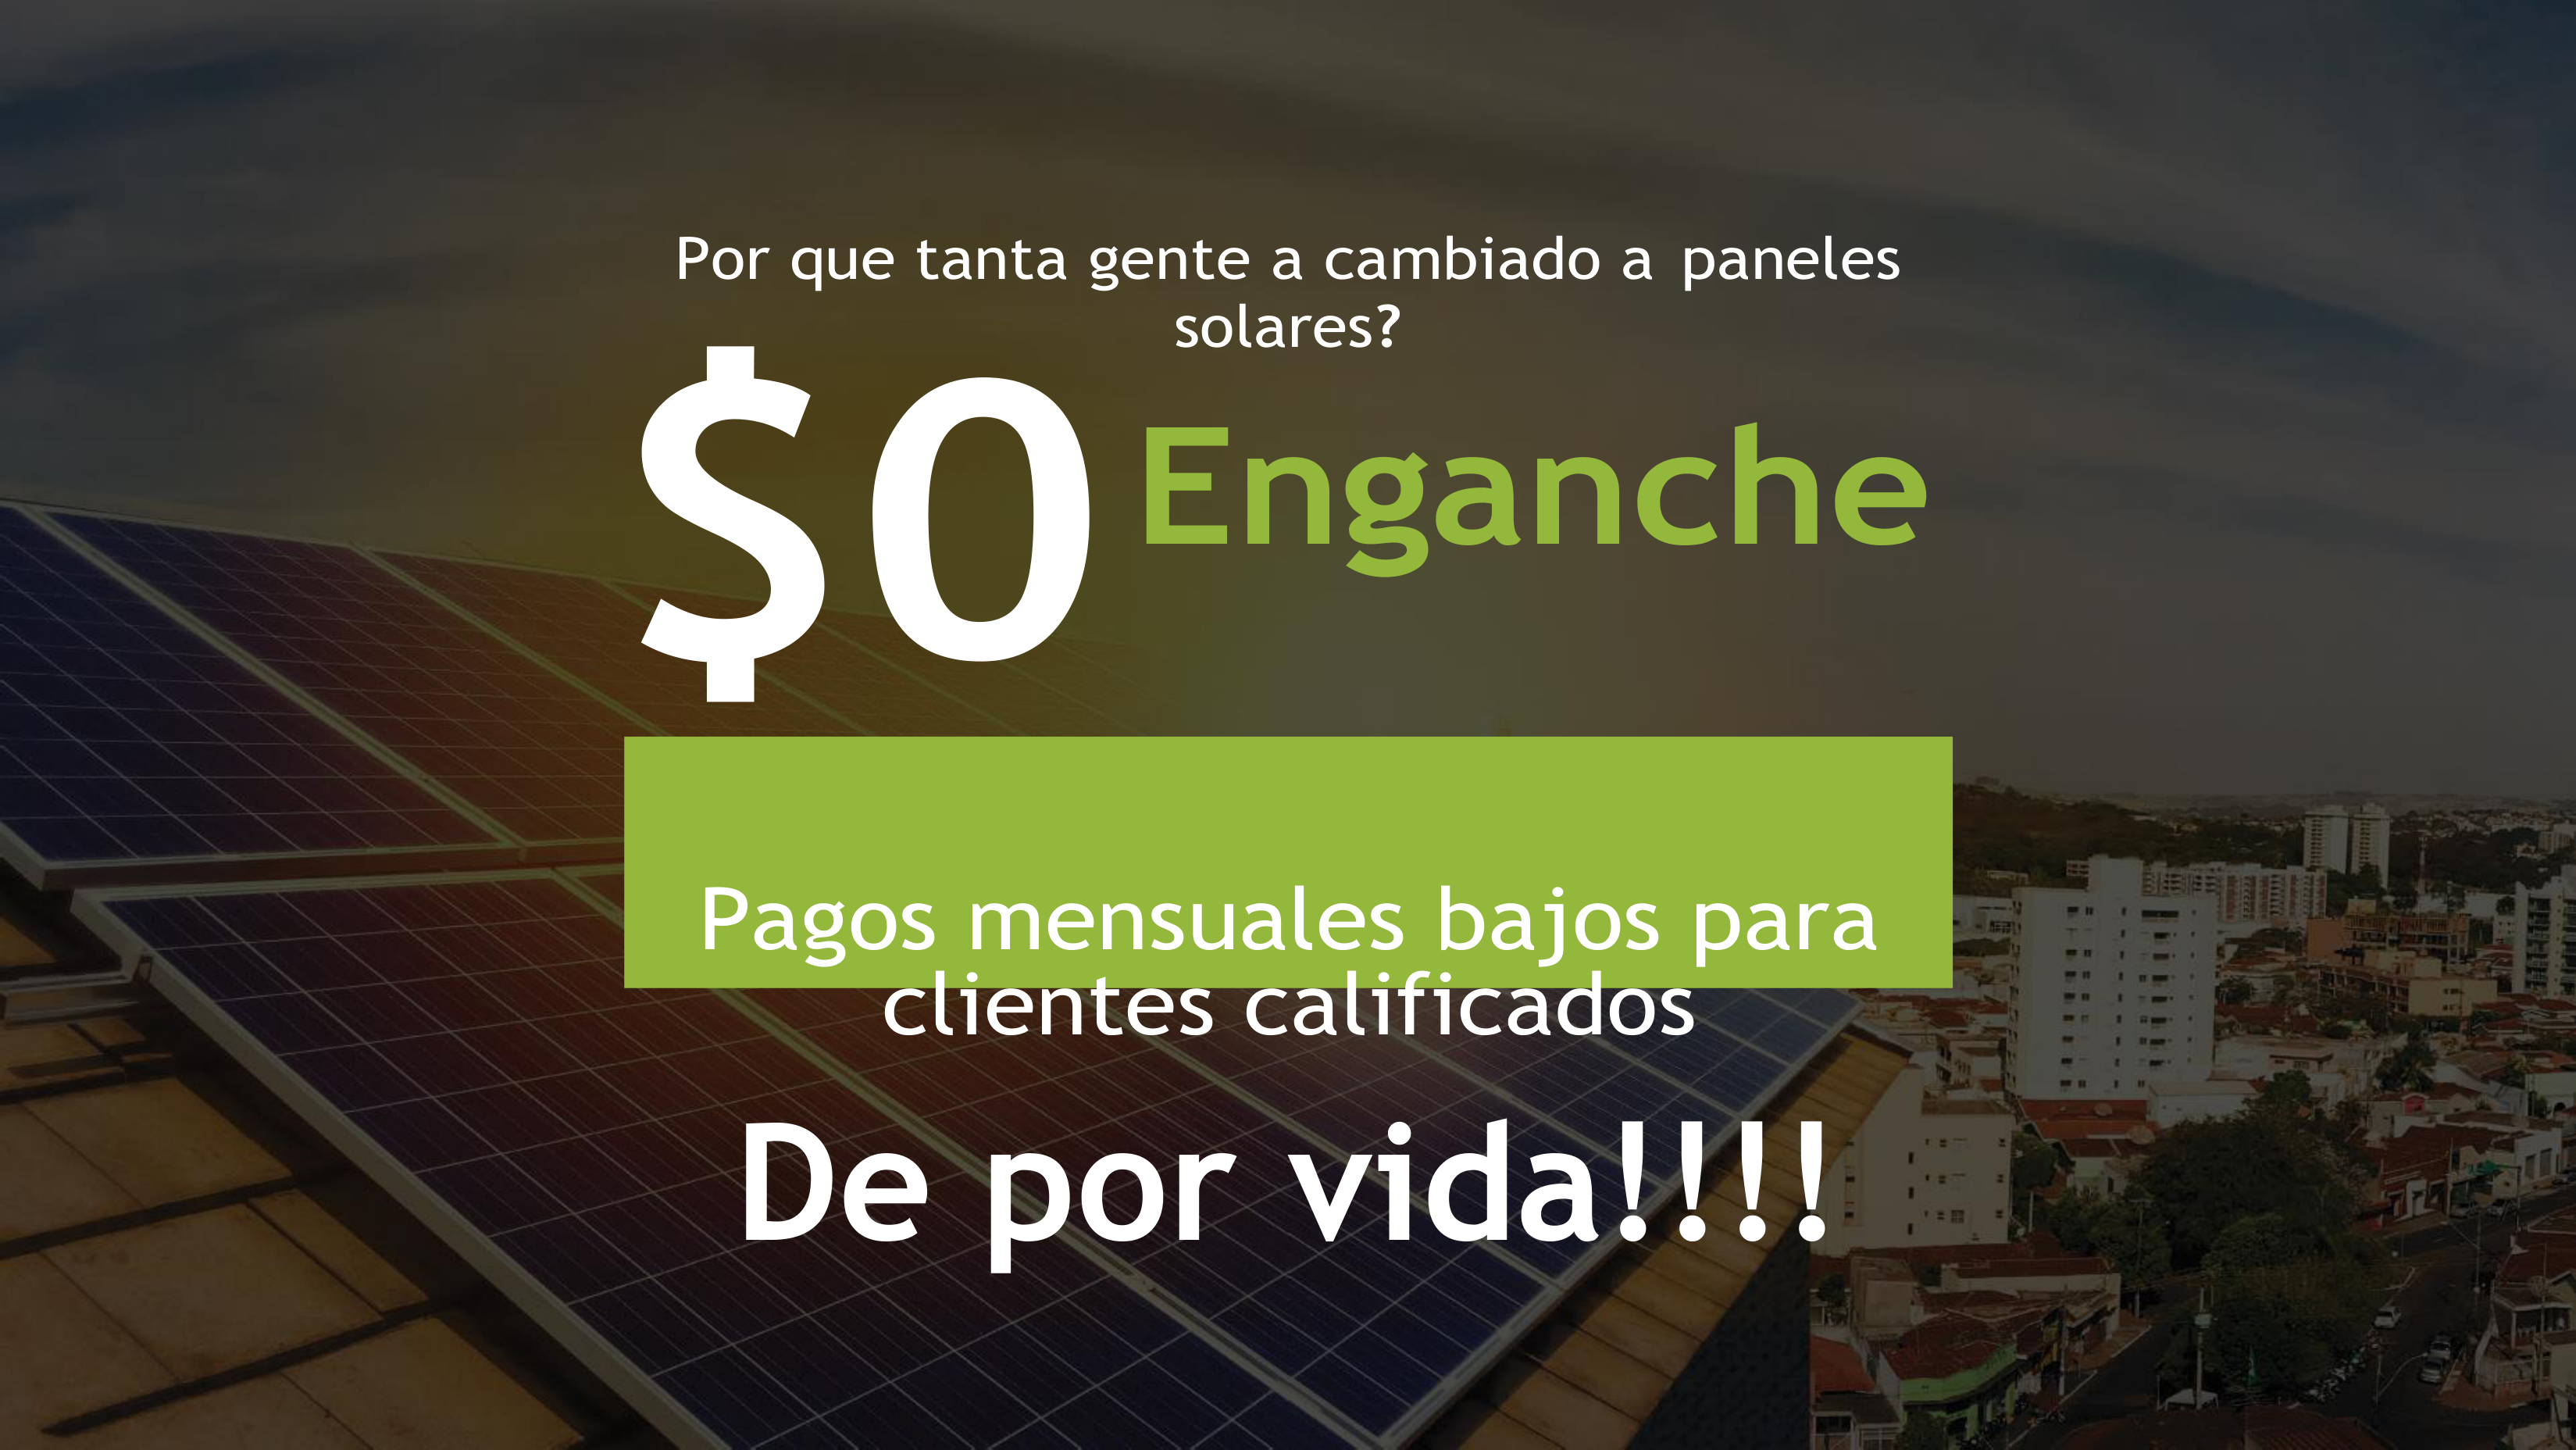 Por que tanta gente a cambiado a paneles
solares?
$0 Enganche
Pagos mensuales bajos para
clientes calificados
De por vida!!!!